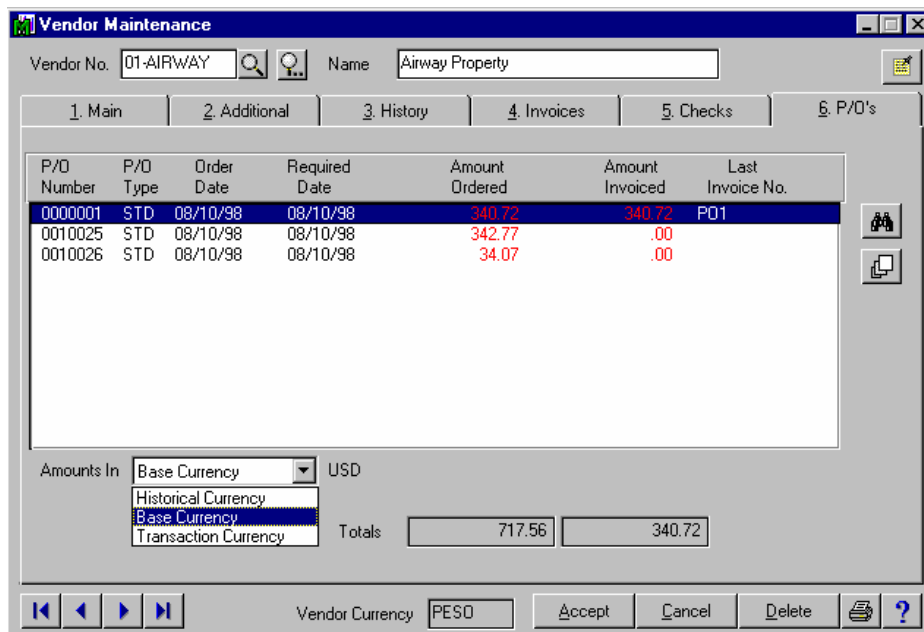 Vendor Maintenance
Vendor No. 01-AIRWAY Name Airway Property
1. Main 2. Additional 3. History 4. Invoices 5. Checks 6. P/O's
P/O P/O Order Required Amount Amount Last
Number Type Date Date Ordered Invoiced Invoice No.
0000001 STD 08/10/98 08/10/98 340.72 340.72 PO1
0010025 STD 08/10/98 08/10/98 342.77 .00
0010026 STD 08/10/98 08/10/98 34.07 .00
Amounts In Base Currency USD
Historical Currency
Base Currency
Transaction Currency
Totals 717.56 340.72
Vendor Currency PESO Accept Cancel Delete ?